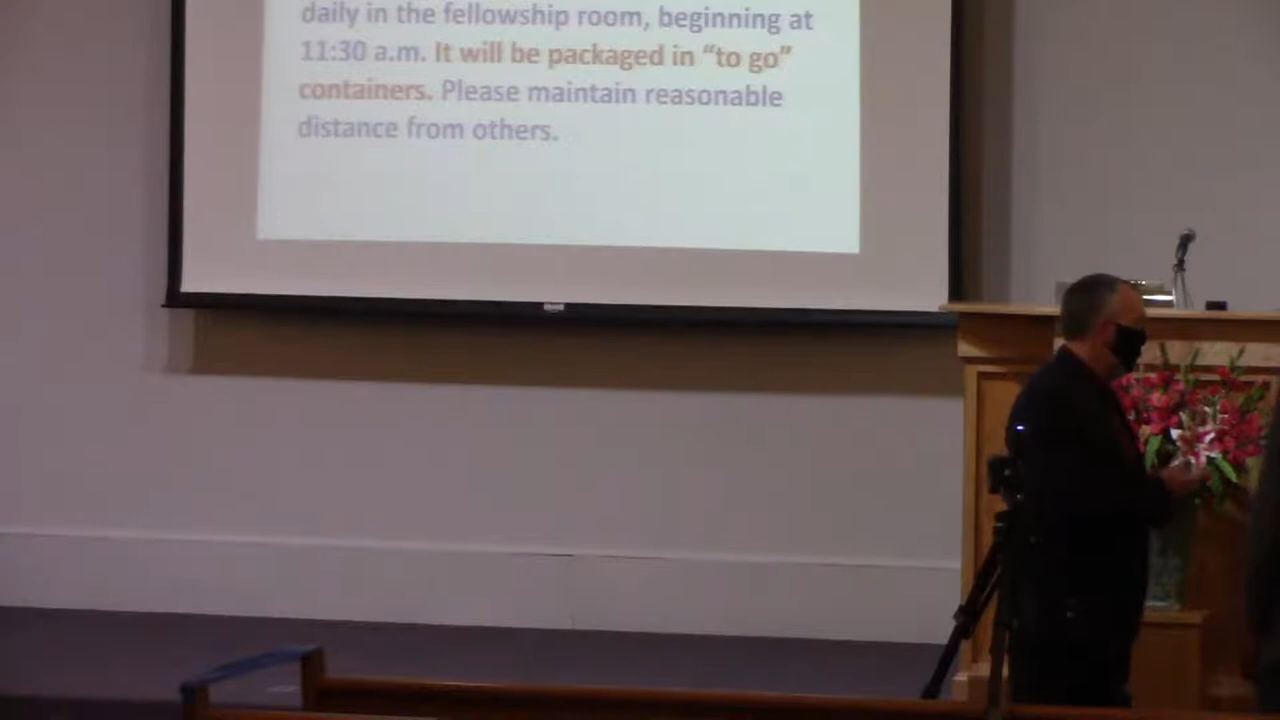 daily in the fellowship room, beginning at
11:30 a.m. It will be packaged in “to go”
containers. Please maintain reasonable
distance from others.